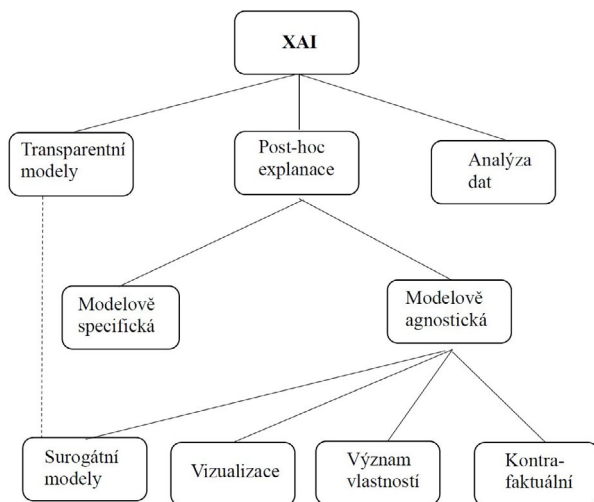 XAI
Transparentní
modely
Post-hoc
explanace
Analýza
dat
Modelově
specifická
Modelově
agnostická
Surogátní
modely
Vizualizace
Význam
vlastností
Kontra-
faktuální